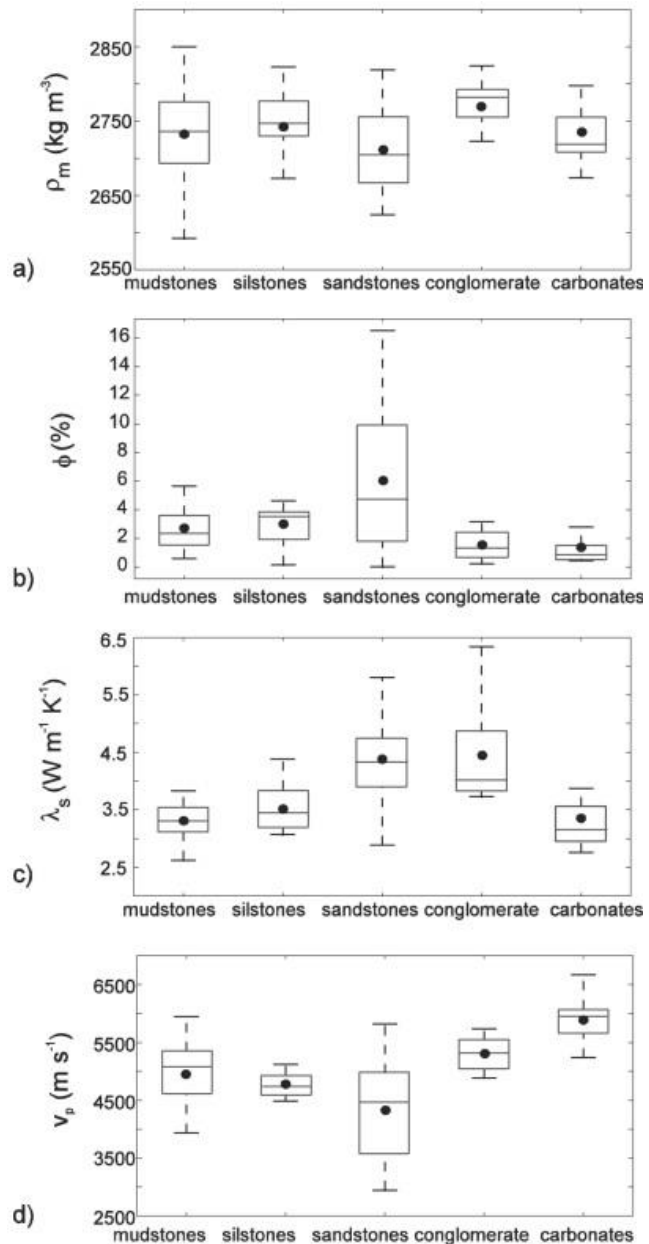 2850
2750
2650
2550
ρm (kg m-3)
a)
mudstones silstones sandstones conglomerate carbonates
16
14
12
10
8
6
4
2
0
ϕ (%)
b)
mudstones silstones sandstones conglomerate carbonates
6.5
5.5
4.5
3.5
2.5
λs (W m-1 K-1)
c)
mudstones silstones sandstones conglomerate carbonates
6500
5500
4500
3500
2500
vp (m s-1)
d)
mudstones silstones sandstones conglomerate carbonates